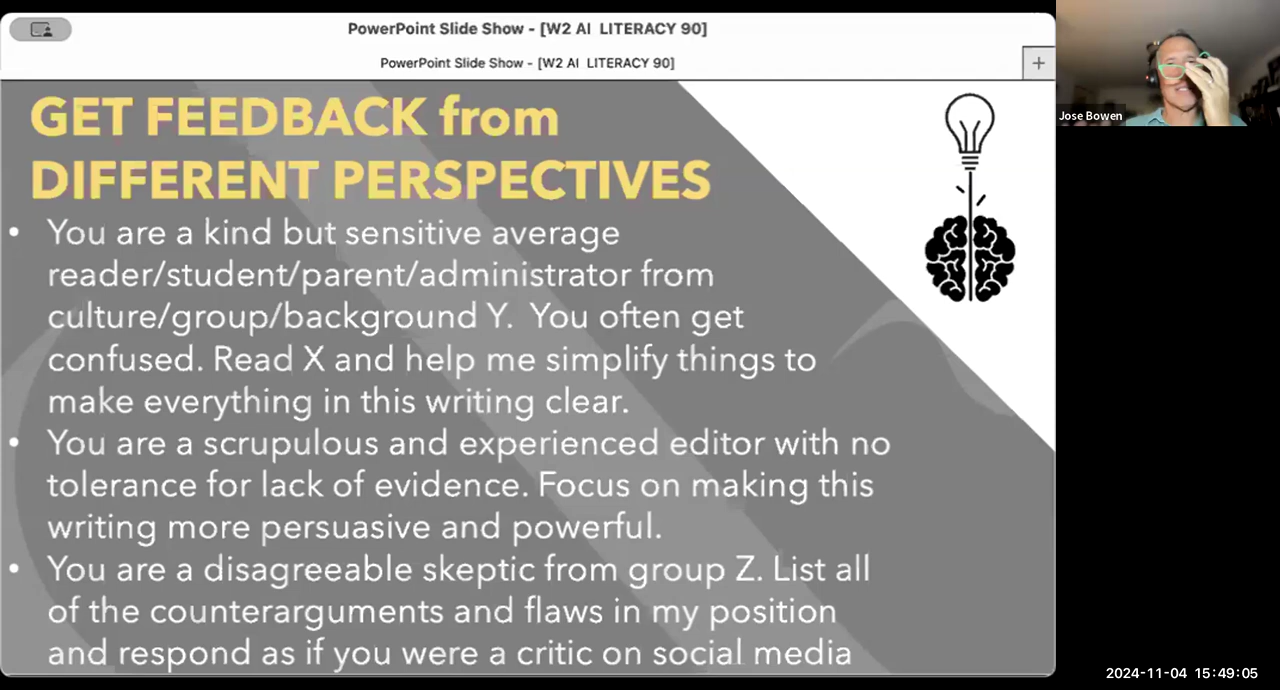 PowerPoint Slide Show - [W2 AI LITERACY 90]
PowerPoint Slide Show - [W2 AI LITERACY 90]
+
GET FEEDBACK from
DIFFERENT PERSPECTIVES
• You are a kind but sensitive average
reader/student/parent/administrator from
culture/group/background Y. You often get
confused. Read X and help me simplify things to
make everything in this writing clear.
• You are a scrupulous and experienced editor with no
tolerance for lack of evidence. Focus on making this
writing more persuasive and powerful.
• You are a disagreeable skeptic from group Z. List all
of the counterarguments and flaws in my position
and respond as if you were a critic on social media
Jose Bowen
2024-11-04 15:49:05